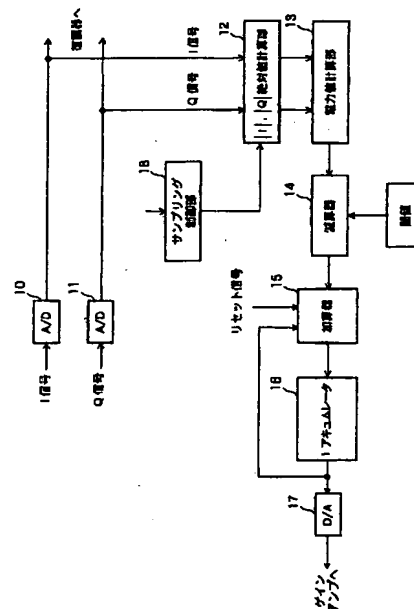 復調器へ
I信号
Q信号
10
A/D
11
A/D
I信号
Q信号
12
|I|,|Q|絶対値計算部
13
電力値計算部
18
サンプリング
制御部
14
減算器
閾値
リセット信号
15
加算器
16
アキュムレータ
17
D/A
ゲイン
アンプへ